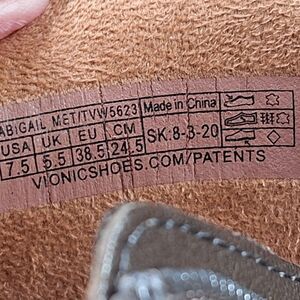 ABIGAIL MET/TVW5623 Made in China
USA UK EU CM
7.5 5.5 38.5 24.5 SK:8-3-20
VIONICSHOES.COM/PATENTS